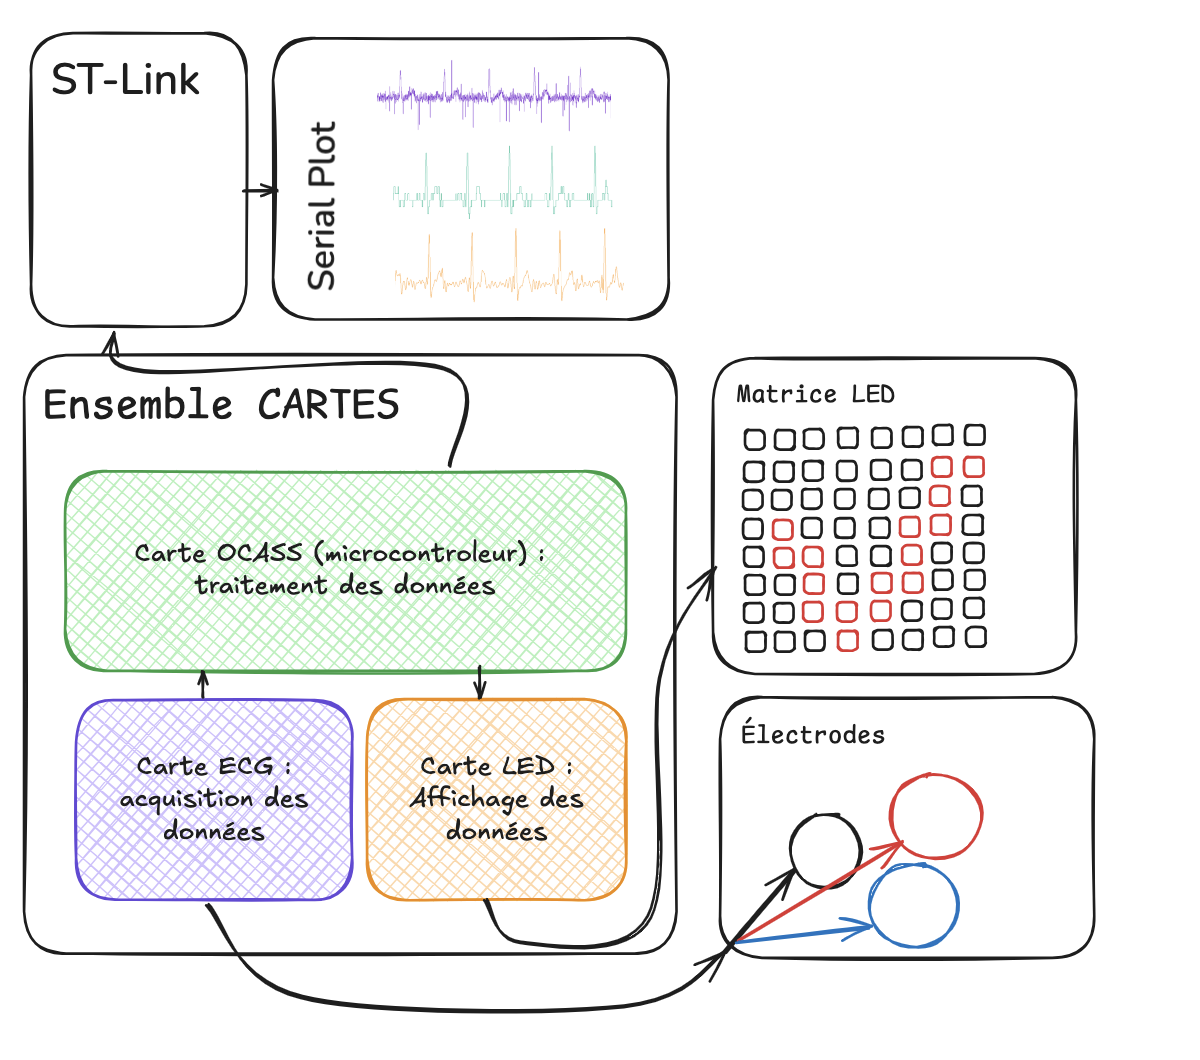 ST-Link
Serial Plot
Ensemble CARTES
Carte OCASS (microcontroleur) :
traitement des données
Carte ECG :
acquisition des
données
Carte LED :
Affichage des
données
Matrice LED
Électrodes